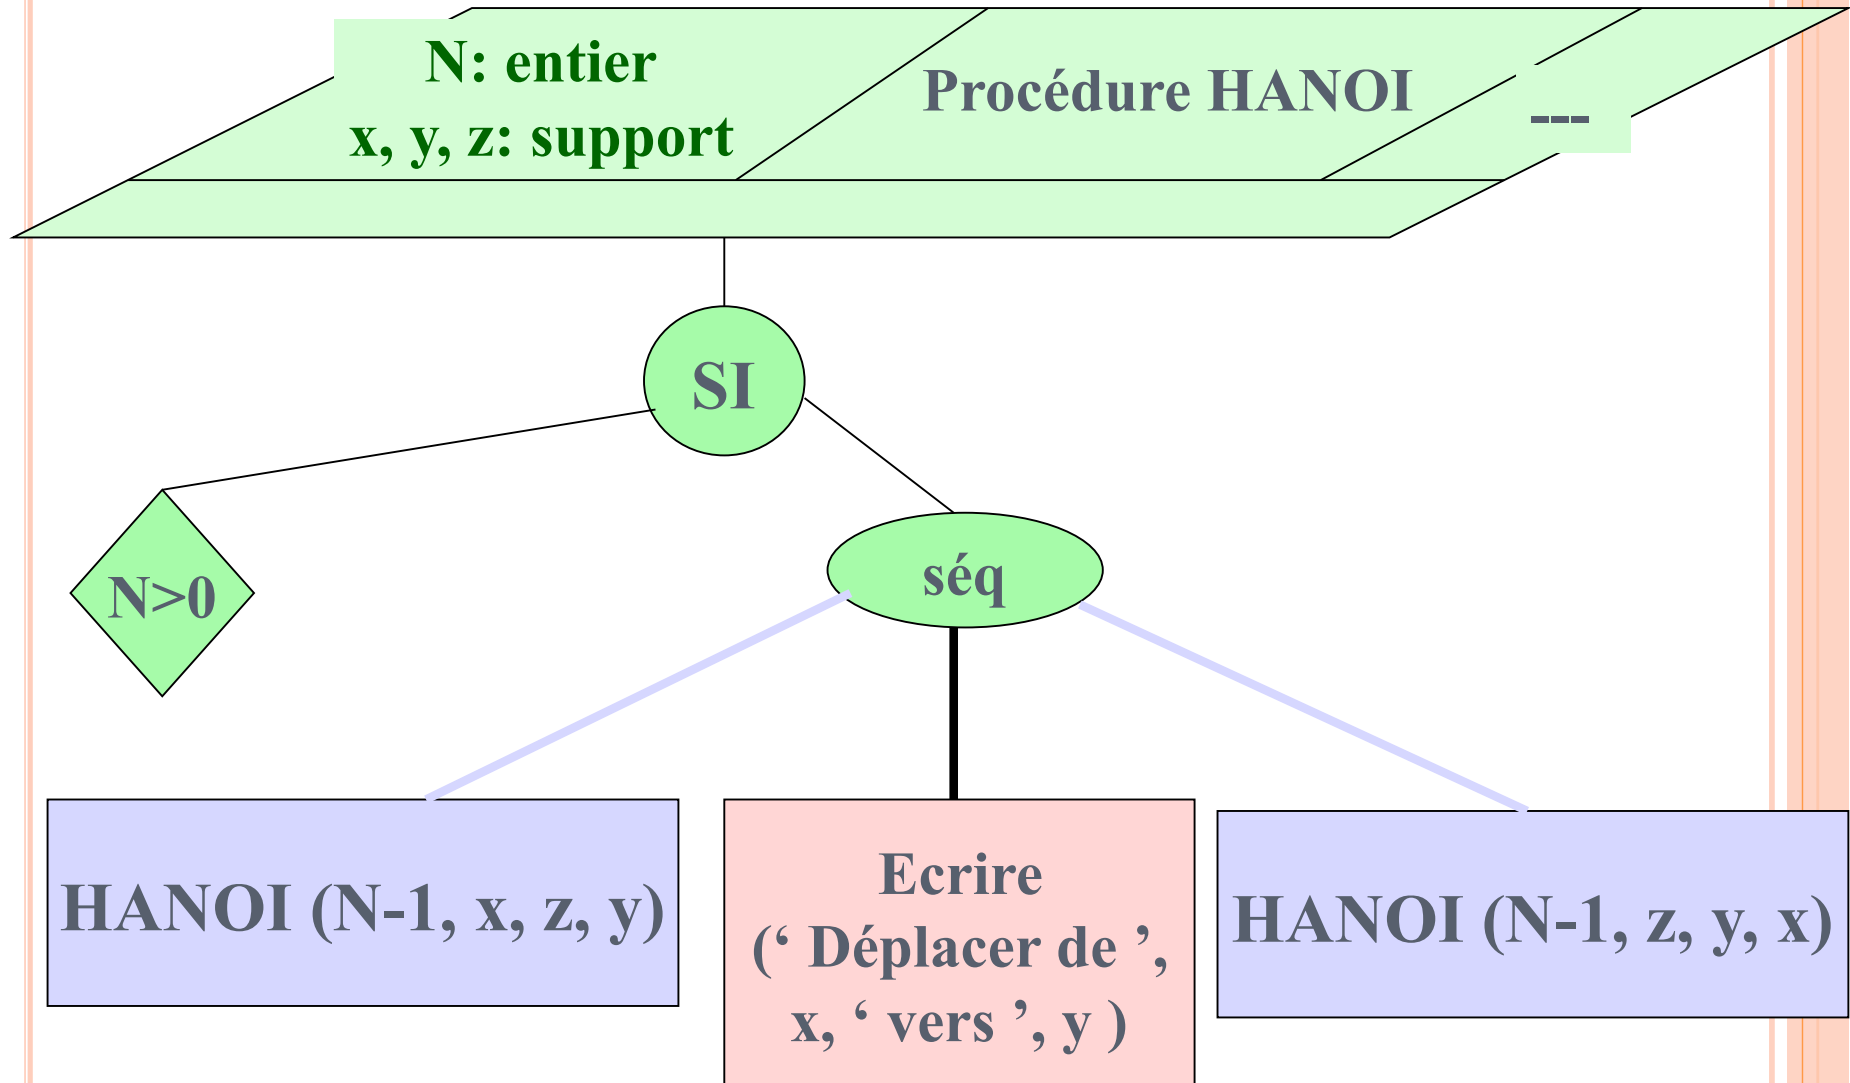 N: entier
x, y, z: support
Procédure HANOI
---
SI
N>0
séq
HANOI (N-1, x, z, y)
Ecrire
(‘ Déplacer de ’,
x, ‘ vers ’, y )
HANOI (N-1, z, y, x)